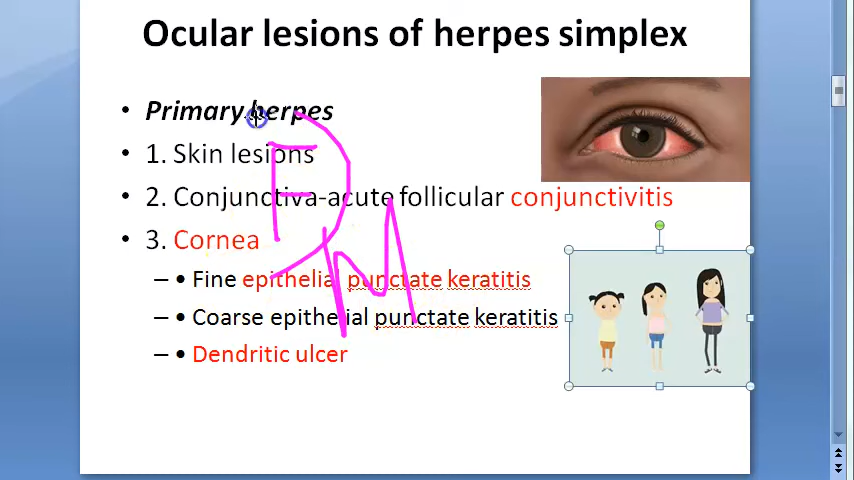 Ocular lesions of herpes simplex
• Primary herpes
• 1. Skin lesions
• 2. Conjunctiva-acute follicular conjunctivitis
• 3. Cornea
– • Fine epithelial punctate keratitis
– • Coarse epithelial punctate keratitis
– • Dendritic ulcer